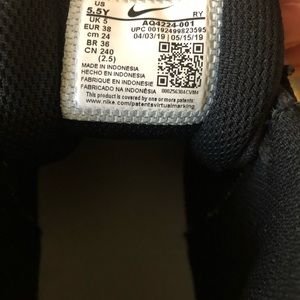 US 5.5Y RY
UK 5 AQ4224-001
EUR 38 UPC 00192499823595
cm 24 04/03/19 05/15/19
BR 36
CN 240
(2.5)
MADE IN INDONESIA
HECHO EN INDONESIA
FABRIQUE EN INDONESIE
FABRICADO NA INDONÉSIA
This product is covered by one or more patents:
www.nike.com/patentsvirtualmarking